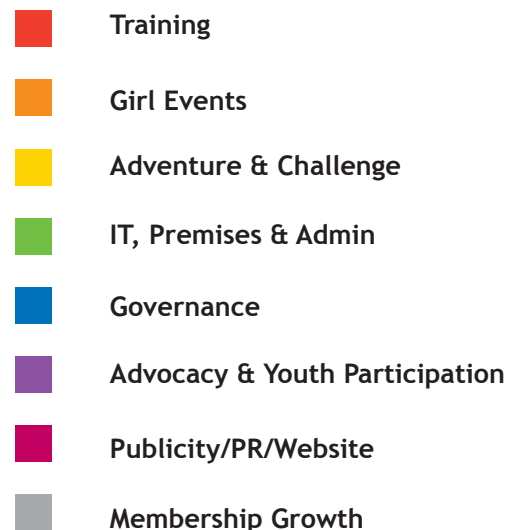 Training
Girl Events
Adventure & Challenge
IT, Premises & Admin
Governance
Advocacy & Youth Participation
Publicity/PR/Website
Membership Growth